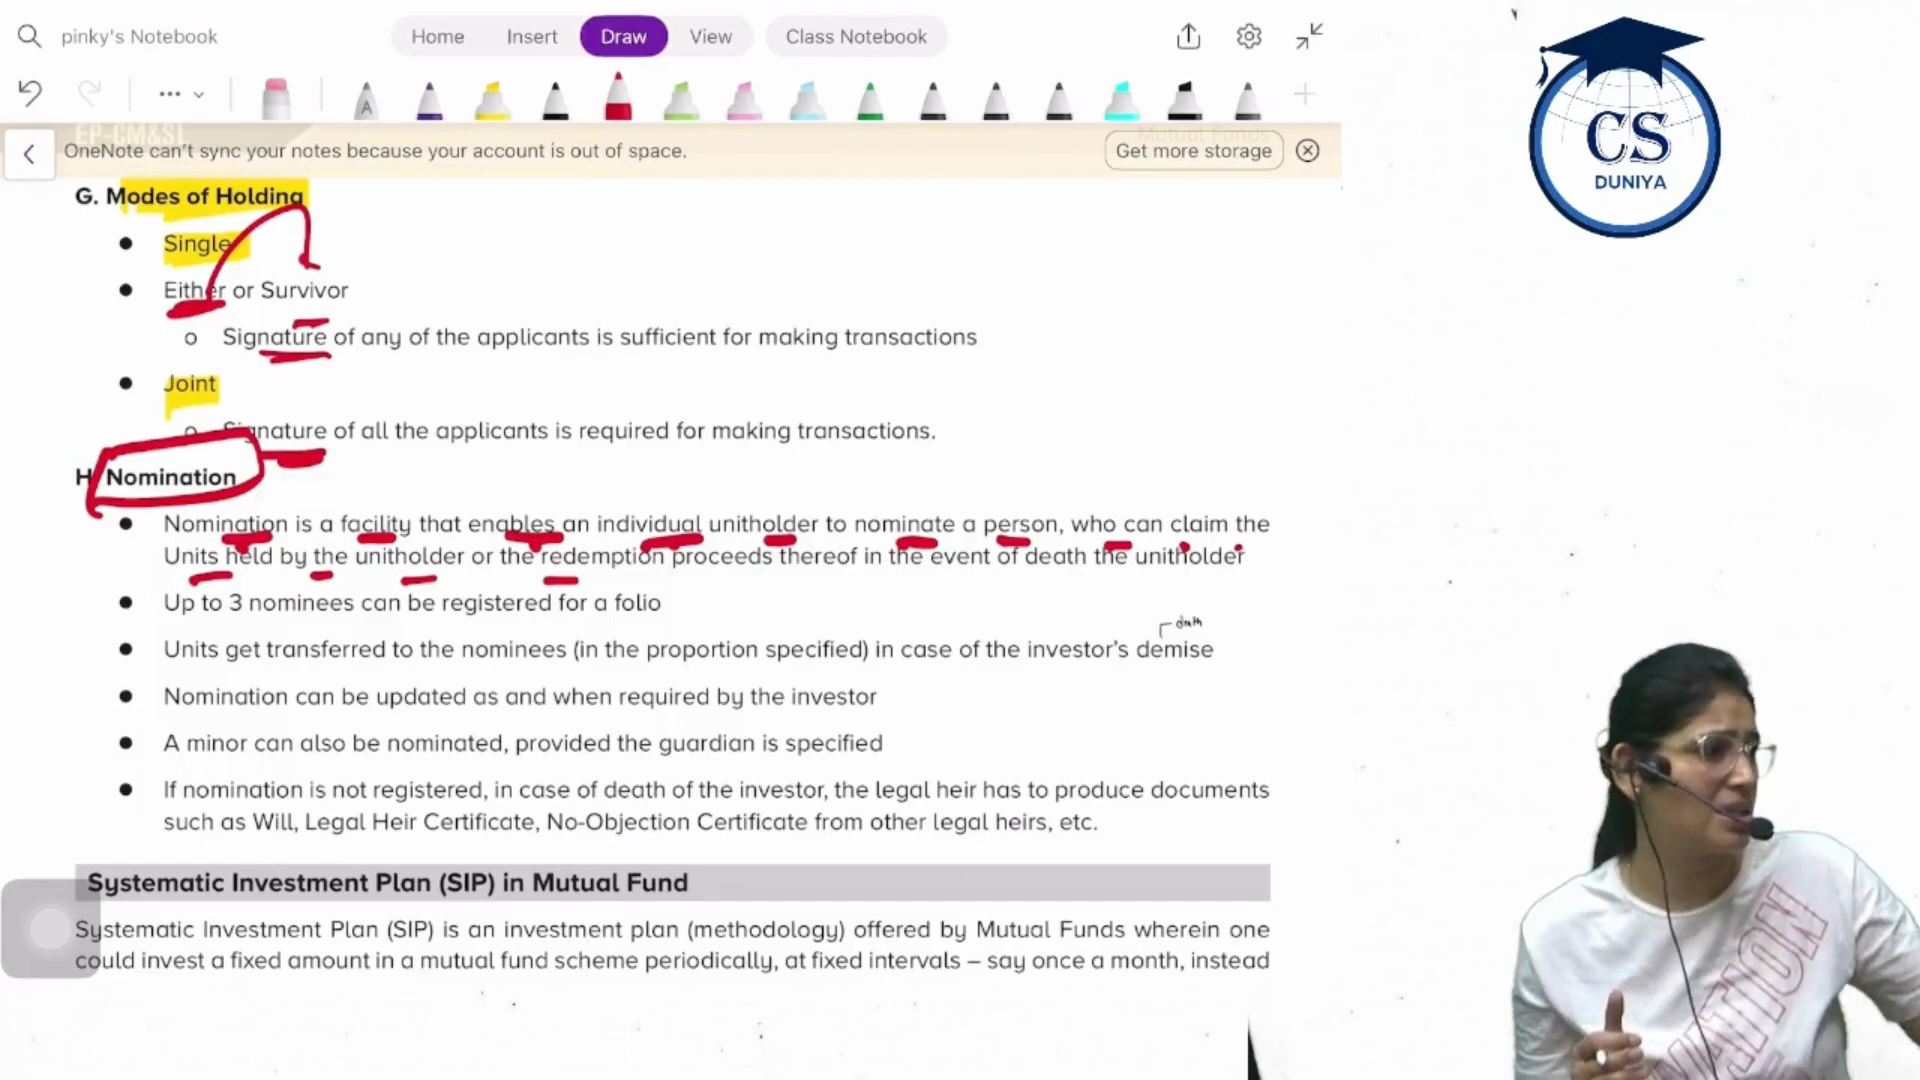 pinky's Notebook
Home Insert Draw View Class Notebook
A
EP-CM&SL
Mutual Funds
OneNote can't sync your notes because your account is out of space.
Get more storage
G. Modes of Holding
● Single
● Either or Survivor
o Signature of any of the applicants is sufficient for making transactions
● Joint
o Signature of all the applicants is required for making transactions.
H Nomination
● Nomination is a facility that enables an individual unitholder to nominate a person, who can claim the
Units held by the unitholder or the redemption proceeds thereof in the event of death the unitholder
● Up to 3 nominees can be registered for a folio
death
● Units get transferred to the nominees (in the proportion specified) in case of the investor's demise
● Nomination can be updated as and when required by the investor
● A minor can also be nominated, provided the guardian is specified
● If nomination is not registered, in case of death of the investor, the legal heir has to produce documents
such as Will, Legal Heir Certificate, No-Objection Certificate from other legal heirs, etc.
Systematic Investment Plan (SIP) in Mutual Fund
Systematic Investment Plan (SIP) is an investment plan (methodology) offered by Mutual Funds wherein one
could invest a fixed amount in a mutual fund scheme periodically, at fixed intervals – say once a month, instead
CS
DUNIYA